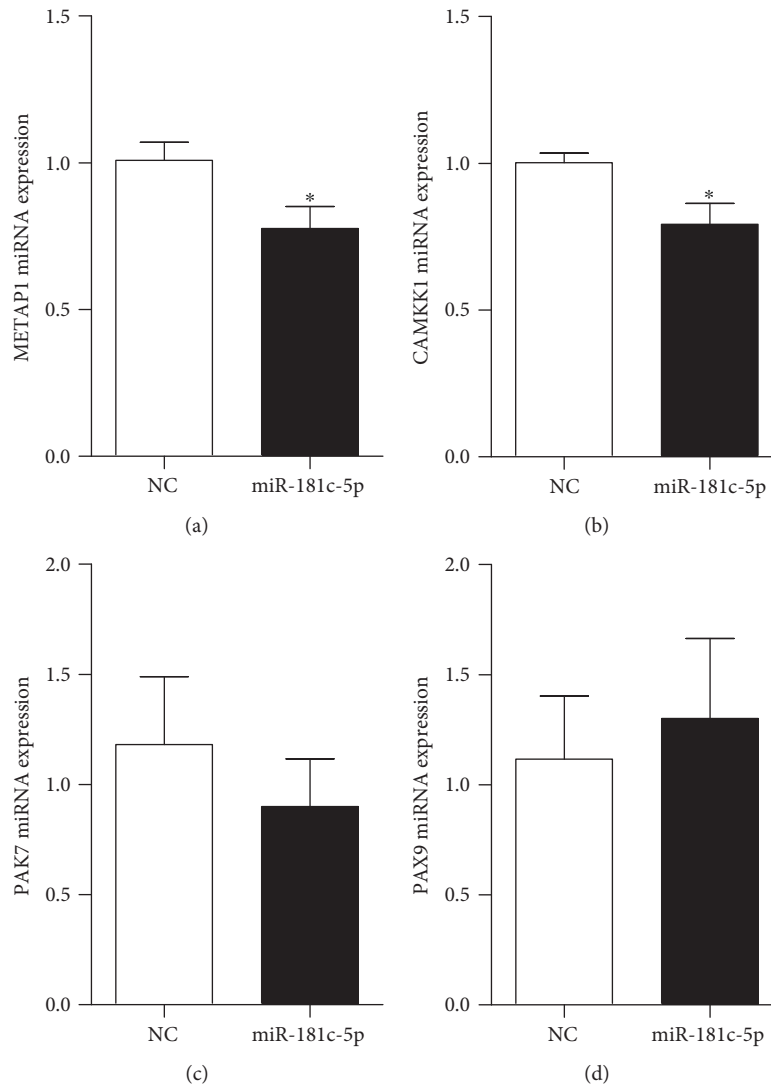 METAP1 miRNA expression
1.5
1.0
0.5
0.0
*
NC
miR-181c-5p
(a)
CAMKK1 miRNA expression
1.5
1.0
0.5
0.0
*
NC
miR-181c-5p
(b)
PAK7 miRNA expression
2.0
1.5
1.0
0.5
0.0
NC
miR-181c-5p
(c)
PAX9 miRNA expression
2.0
1.5
1.0
0.5
0.0
NC
miR-181c-5p
(d)